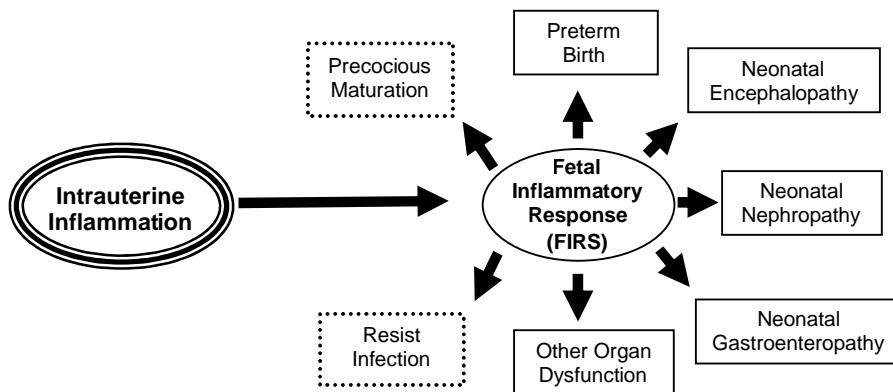 Preterm
Birth
Precocious
Maturation
Neonatal
Encephalopathy
Intrauterine
Inflammation
Fetal
Inflammatory
Response
(FIRS)
Neonatal
Nephropathy
Resist
Infection
Other Organ
Dysfunction
Neonatal
Gastroenteropathy